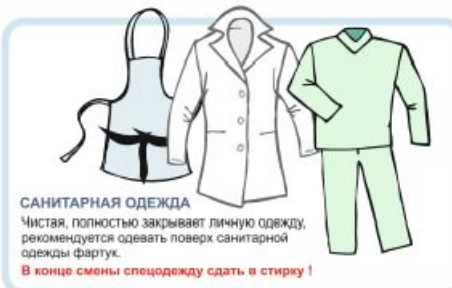 САНИТАРНАЯ ОДЕЖДА
Чистая, полностью закрывает личную одежду,
рекомендуется одевать поверх санитарной
одежды фартук.
В конце смены спецодежду сдать в стирку !